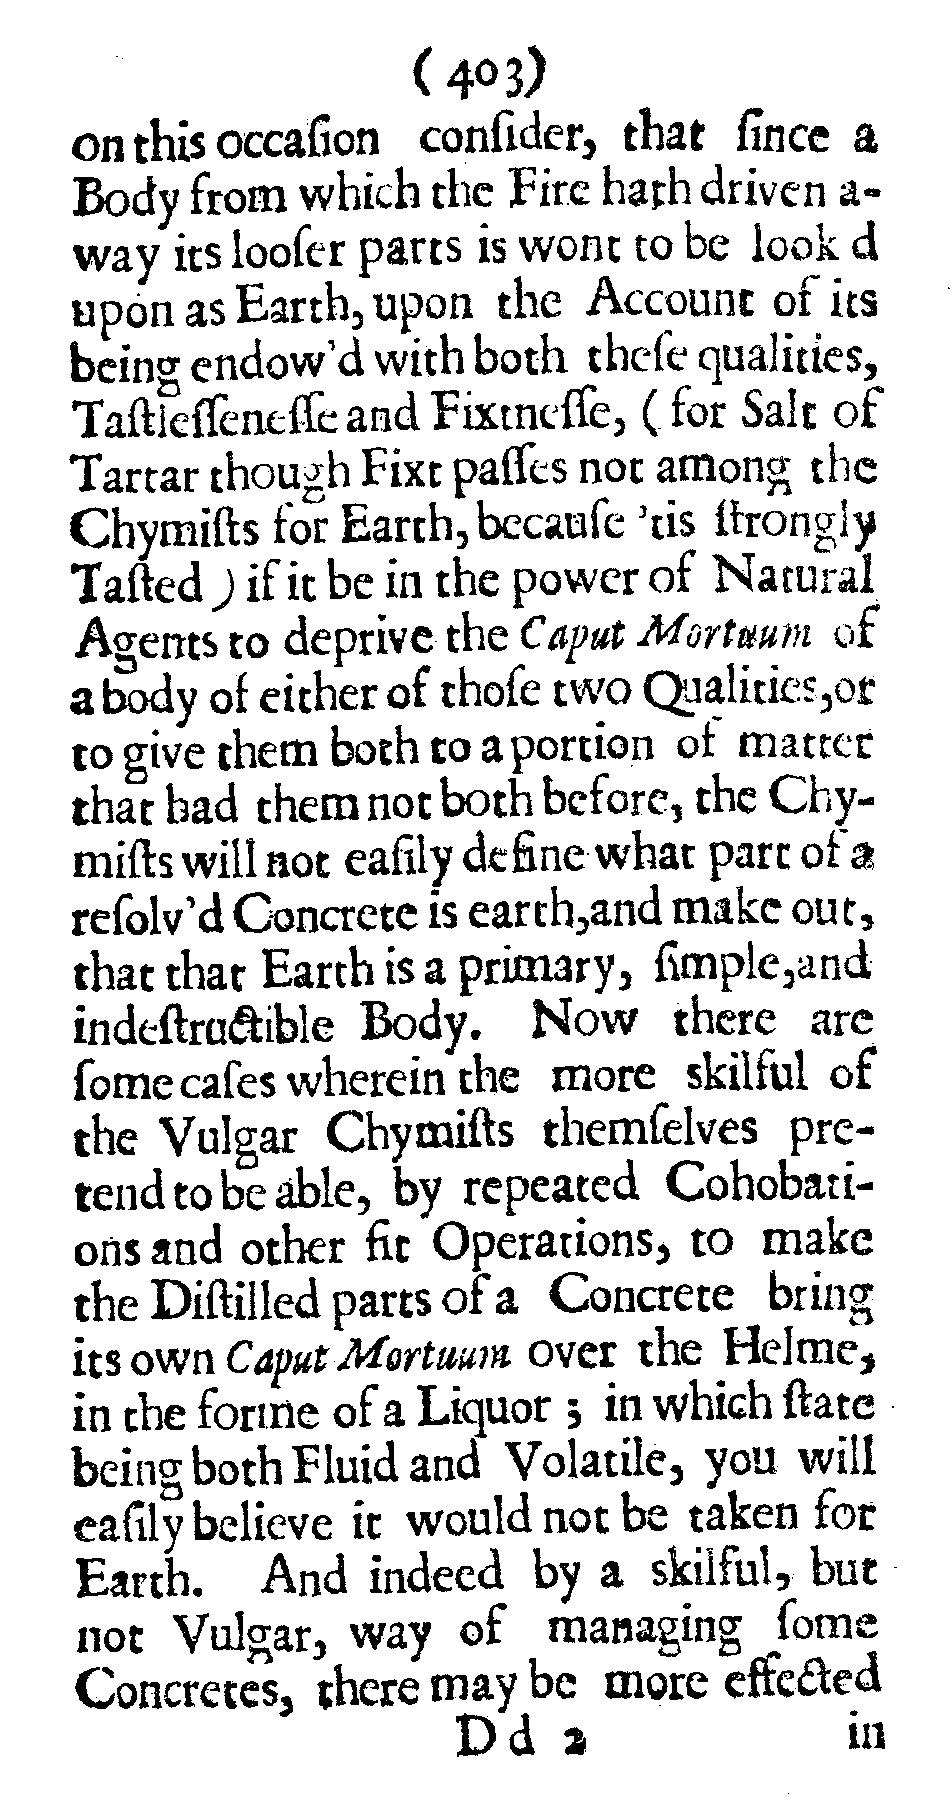 (403)
on this occaſion conſider, that ſince a
Body from which the Fire hath driven a-
way its looſer parts is wont to be look d
upon as Earth, upon the Account of its
being endow'd with both theſe qualities,
Taſtleſſeneſſe and Fixtneſſe, (for Salt of
Tartar though Fixt paſſes not among the
Chymiſts for Earth, becauſe 'tis ſtrongly
Taſted) if it be in the power of Natural
Agents to deprive the Caput Mortuum of
a body of either of thoſe two Qualities,or
to give them both to a portion of matter
that had them not both before, the Chy-
miſts will not eaſily define what part of a
reſolv'd Concrete is earth,and make out,
that that Earth is a primary, ſimple,and
indeſtructible Body. Now there are
ſome caſes wherein the more skilful of
the Vulgar Chymiſts themſelves pre-
tend to be able, by repeated Cohobati-
ons and other fit Operations, to make
the Diſtilled parts of a Concrete bring
its own Caput Mortuum over the Helme,
in the forme of a Liquor ; in which ſtate
being both Fluid and Volatile, you will
eaſily believe it would not be taken for
Earth. And indeed by a skilful, but
not Vulgar, way of managing ſome
Concretes, there may be more effected
Dd 2 in